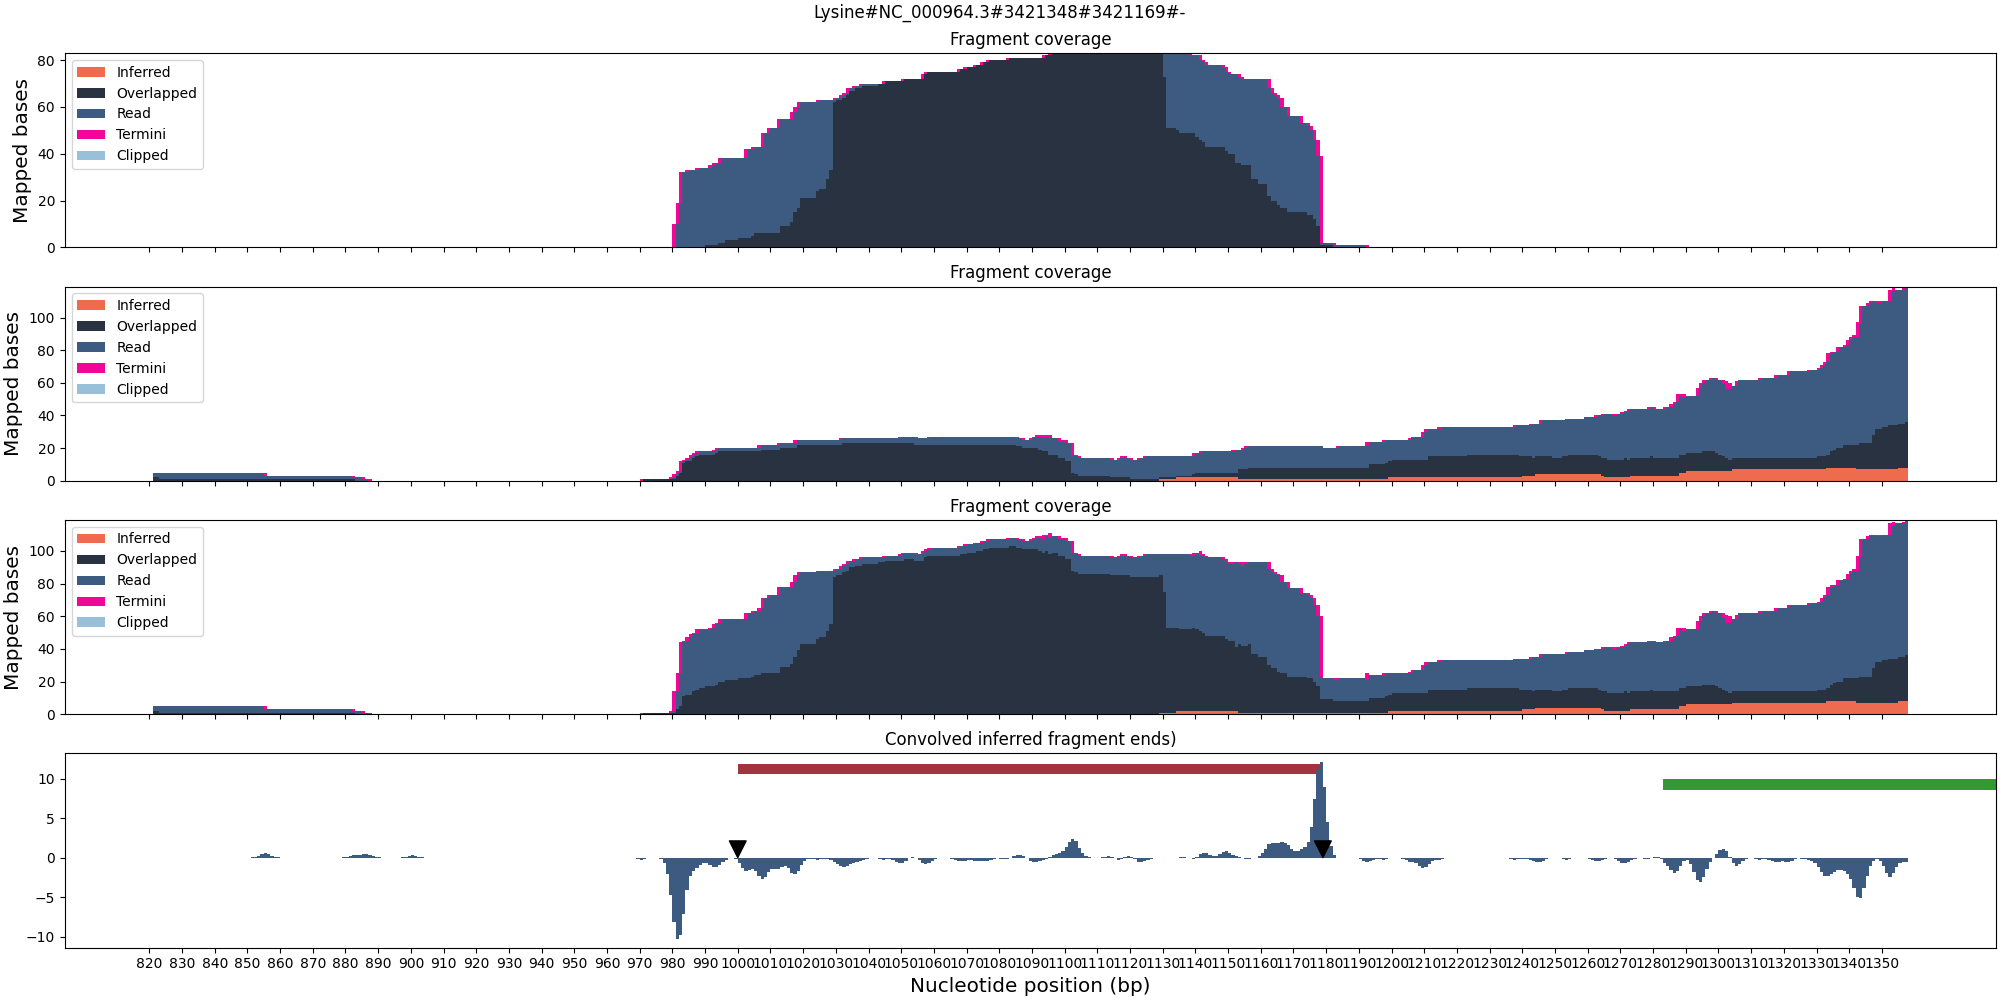 Lysine#NC_000964.3#3421348#3421169#-
Fragment coverage
Mapped bases
80
60
40
20
0
Inferred
Overlapped
Read
Termini
Clipped
Fragment coverage
Mapped bases
100
80
60
40
20
0
Inferred
Overlapped
Read
Termini
Clipped
Fragment coverage
Mapped bases
100
80
60
40
20
0
Inferred
Overlapped
Read
Termini
Clipped
Convolved inferred fragment ends)
10
5
0
−5
−10
820 830 840 850 860 870 880 890 900 910 920 930 940 950 960 970 980 990 1000 1010 1020 1030 1040 1050 1060 1070 1080 1090 1100 1110 1120 1130 1140 1150 1160 1170 1180 1190 1200 1210 1220 1230 1240 1250 1260 1270 1280 1290 1300 1310 1320 1330 1340 1350
Nucleotide position (bp)